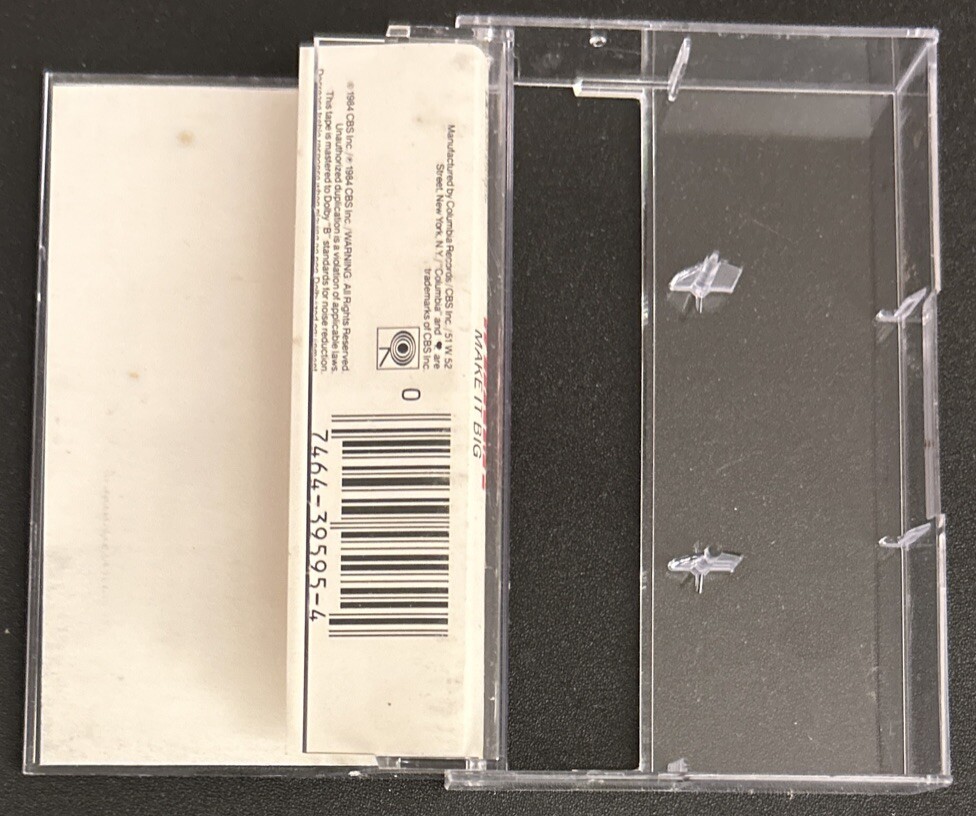 Manufactured by Columbia Records/CBS Inc./51 W 52
Street, New York, N.Y./"Columbia" and are
trademarks of CBS Inc.
© 1984 CBS Inc./℗ 1984 CBS Inc./WARNING: All Rights Reserved.
Unauthorized duplication is a violation of applicable laws.
This tape is mastered to Dolby "B" standards for noise reduction.
0
7464-39595-4
MAKE IT BIG